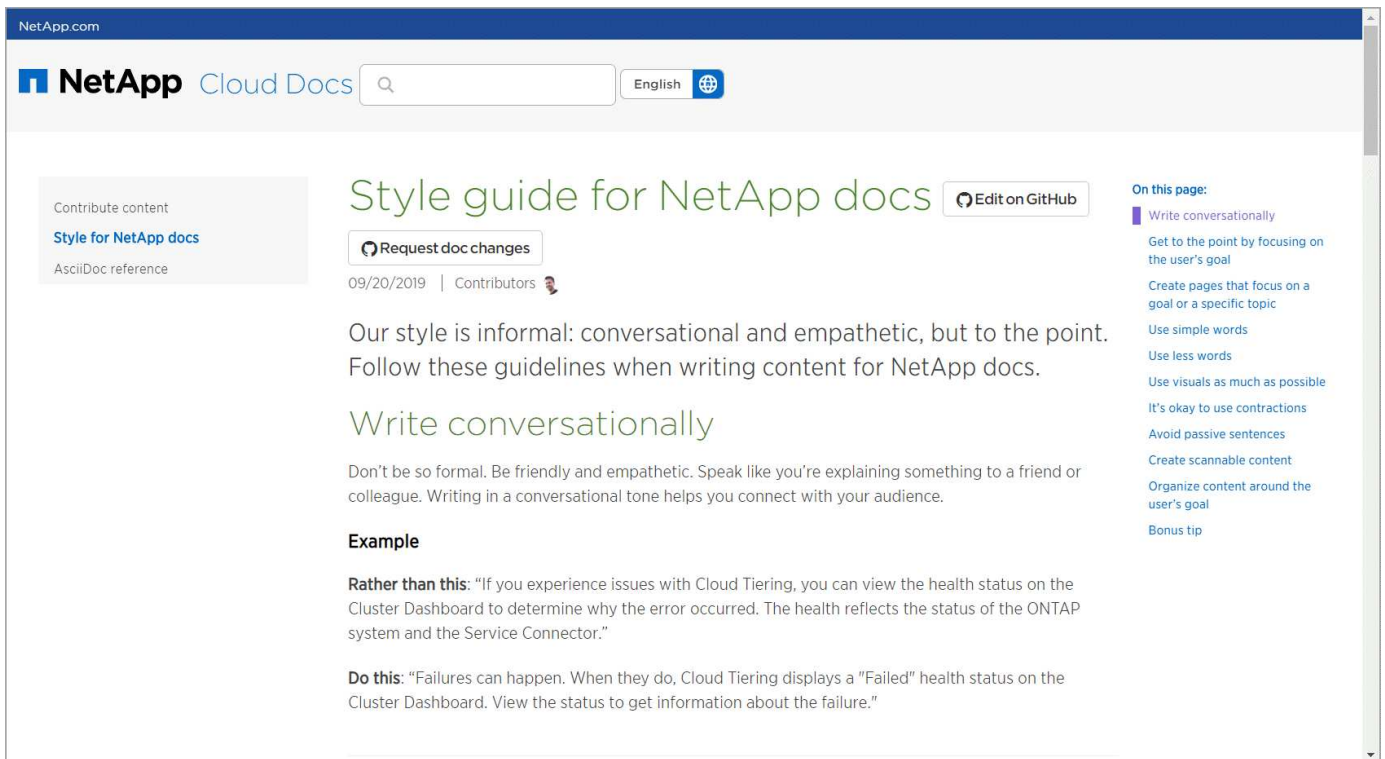 NetApp.com
NetApp Cloud Docs
English
Contribute content
Style for NetApp docs
AsciiDoc reference
Style guide for NetApp docs
Edit on GitHub
Request doc changes
09/20/2019 | Contributors
Our style is informal: conversational and empathetic, but to the point.
Follow these guidelines when writing content for NetApp docs.
Write conversationally
Don't be so formal. Be friendly and empathetic. Speak like you're explaining something to a friend or
colleague. Writing in a conversational tone helps you connect with your audience.
Example
Rather than this: “If you experience issues with Cloud Tiering, you can view the health status on the
Cluster Dashboard to determine why the error occurred. The health reflects the status of the ONTAP
system and the Service Connector.”
Do this: “Failures can happen. When they do, Cloud Tiering displays a "Failed" health status on the
Cluster Dashboard. View the status to get information about the failure."
On this page:
Write conversationally
Get to the point by focusing on
the user's goal
Create pages that focus on a
goal or a specific topic
Use simple words
Use less words
Use visuals as much as possible
It's okay to use contractions
Avoid passive sentences
Create scannable content
Organize content around the
user's goal
Bonus tip